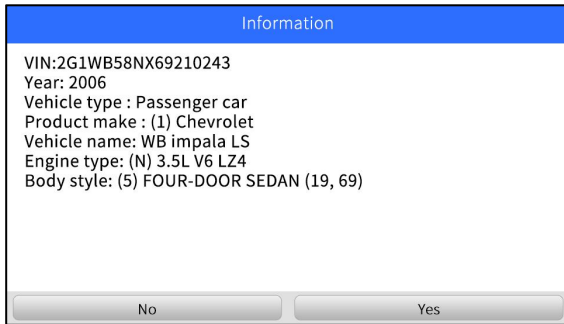 Information
VIN:2G1WB58NX69210243
Year: 2006
Vehicle type : Passenger car
Product make : (1) Chevrolet
Vehicle name: WB impala LS
Engine type: (N) 3.5L V6 LZ4
Body style: (5) FOUR-DOOR SEDAN (19, 69)
No
Yes